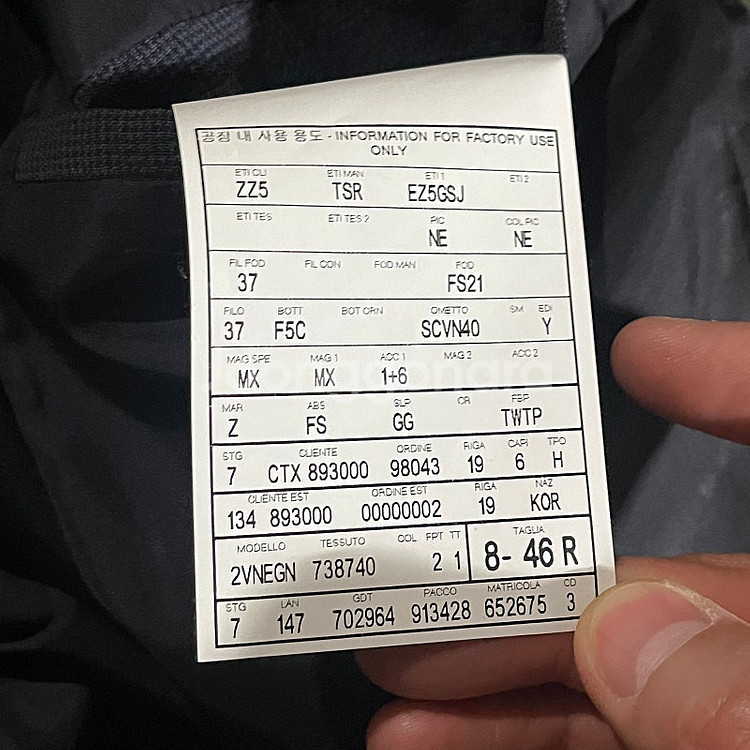 공장 내 사용 용도 - INFORMATION FOR FACTORY USE
ONLY
ETI CLI ETI MAN ETI 1 ETI 2
ZZ5 TSR EZ5GSJ
ETI TES ETI TES 2 PIC COL PIC
NE NE
FIL FOD FIL CON FOD MAN FOD
37 FS21
FILO BOTT BOT CRN OMETTO SM EDI
37 F5C SCVN40 Y
MAG SPE MAG 1 ACC 1 MAG 2 ACC 2
MX MX 1+6
joonggonara
MAR ABS SLP CR FBP
Z FS GG TWTP
STG CLIENTE ORDINE RIGA CAPI TPO
7 CTX 893000 98043 19 6 H
CLIENTE EST ORDINE EST RIGA NAZ
134 893000 00000002 19 KOR
MODELLO TESSUTO COL FPT TT TAGLIA
2VNEGN 738740 2 1 8- 46 R
STG LAN GDT PACCO MATRICOLA CD
7 147 702964 913428 652675 3